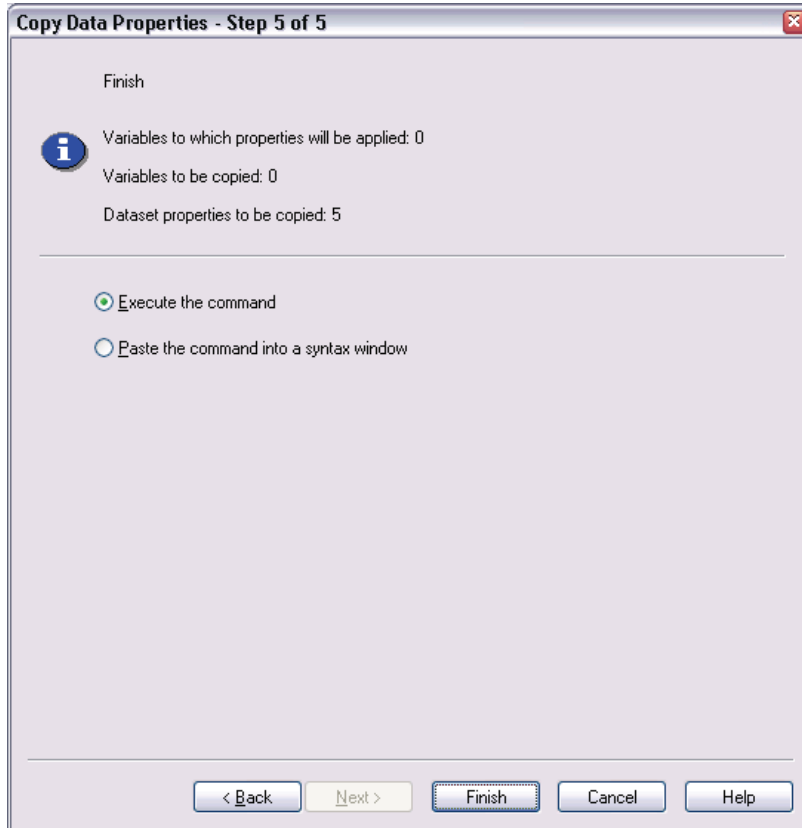 Copy Data Properties - Step 5 of 5
Finish
Variables to which properties will be applied: 0
Variables to be copied: 0
Dataset properties to be copied: 5
Execute the command
Paste the command into a syntax window
< Back Next > Finish Cancel Help